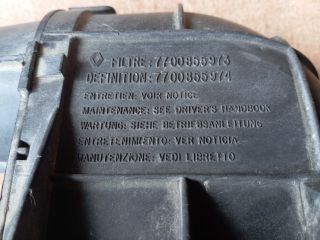 FILTRE:7700855973
DEFINITION:7700855974
ENTRETIEN: VOIR NOTICE
MAINTENANCE: SEE DRIVER'S HANDBOOK
WARTUNG: SIEHE BETRIEBSANLEITUNG
ENTRETENIMIENTO: VER NOTICIA
MANUTENZIONE: VEDI LIBRETTO